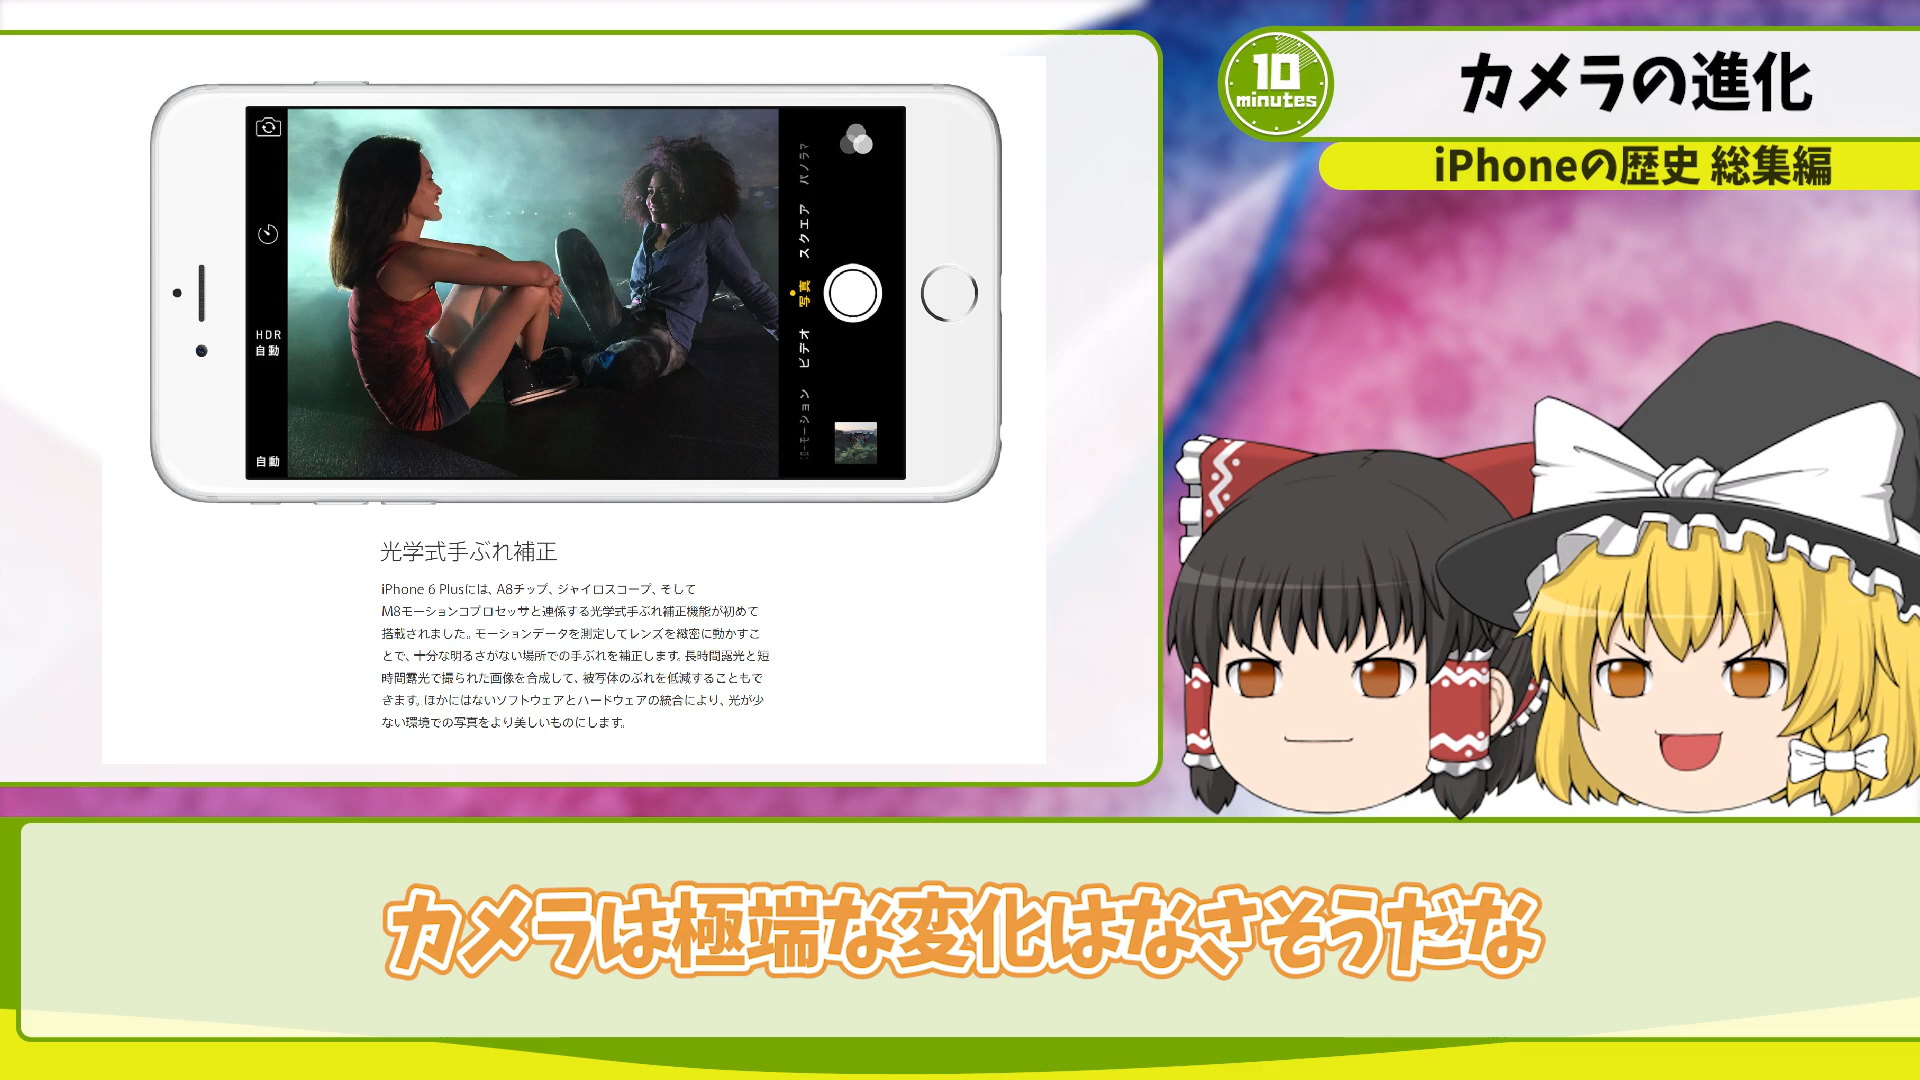 10
minutes
カメラの進化
iPhoneの歴史 総集編
HDR
自動
自動
パノラマ
スクエア
写真
ビデオ
光学式手ぶれ補正
iPhone 6 Plusには、A8チップ、ジャイロスコープ、そして
M8モーションコプロセッサと連係する光学式手ぶれ補正機能が初めて
搭載されました。モーションデータを測定してレンズを緻密に動かすこ
とで、十分な明るさがない場所での手ぶれを補正します。長時間露光と短
時間露光で撮られた画像を合成して、被写体のぶれを低減することもで
きます。ほかにはないソフトウェアとハードウェアの統合により、光が少
ない環境での写真をより美しいものにします。
カメラは極端な変化はなさそうだな